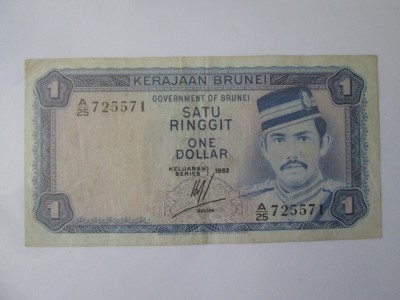 KERAJAAN BRUNEI
1
1
GOVERNMENT OF BRUNEI
A/25 725571
SATU
RINGGIT
ONE
DOLLAR
KELUARAN
SERIES 1982
SULTAN
A/25 725571
1
1